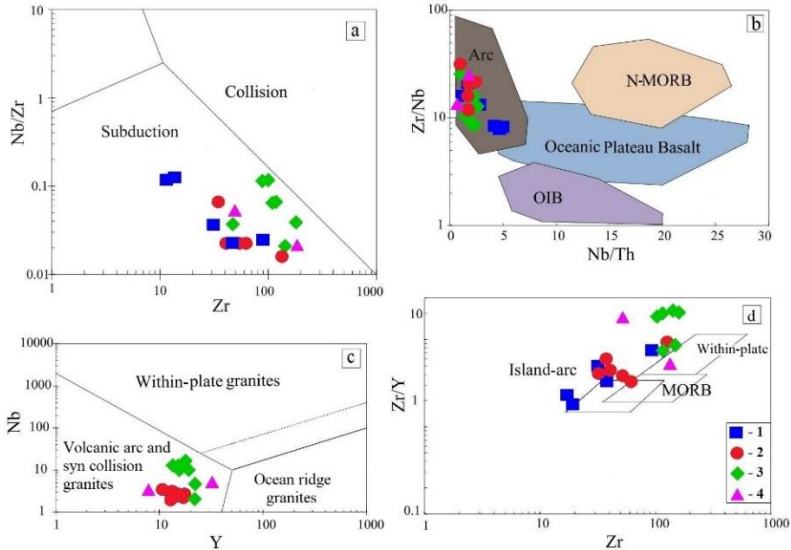 10
a
Collision
1
Nb/Zr
Subduction
0.1
0.01
1
10
100
1000
Zr
100
b
Arc
N-MORB
Zr/Nb
10
Oceanic Plateau Basalt
OIB
1
0
5
10
15
20
25
30
Nb/Th
10000
c
1000
Within-plate granites
100
Nb
Volcanic arc and
syn collision
granites
10
Ocean ridge
granites
1
1
10
100
1000
Y
10
d
Within-plate
Island-arc
Zr/Y
MORB
1
- 1
- 2
- 3
- 4
0.1
1
10
100
1000
Zr